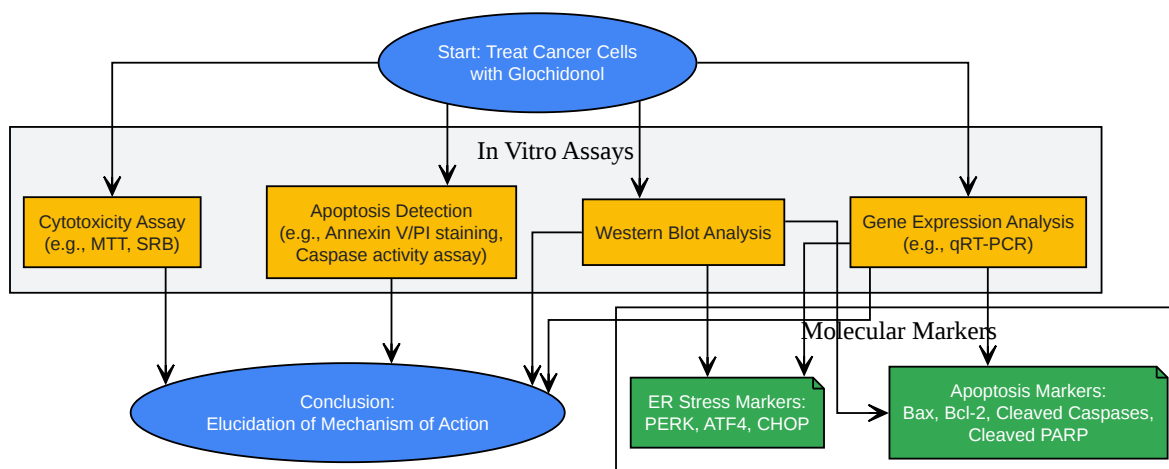 Start: Treat Cancer Cells
with Glochidonol
In Vitro Assays
Cytotoxicity Assay
(e.g., MTT, SRB)
Apoptosis Detection
(e.g., Annexin V/PI staining,
Caspase activity assay)
Western Blot Analysis
Gene Expression Analysis
(e.g., qRT-PCR)
Molecular Markers
Conclusion:
Elucidation of Mechanism of Action
ER Stress Markers:
PERK, ATF4, CHOP
Apoptosis Markers:
Bax, Bcl-2, Cleaved Caspases,
Cleaved PARP